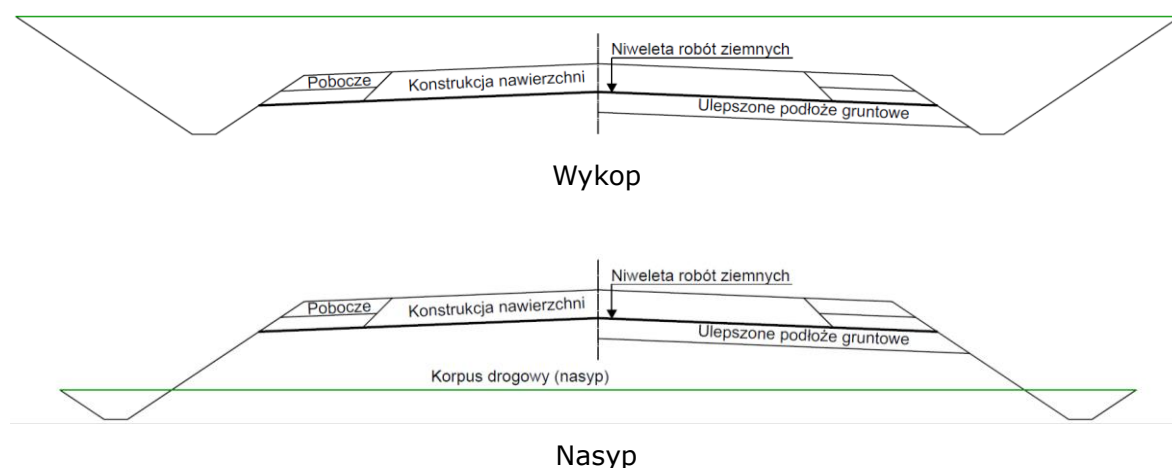 Niweleta robót ziemnych
Pobocze
Konstrukcja nawierzchni
Ulepszone podłoże gruntowe
Wykop
Niweleta robót ziemnych
Pobocze
Konstrukcja nawierzchni
Ulepszone podłoże gruntowe
Korpus drogowy (nasyp)
Nasyp